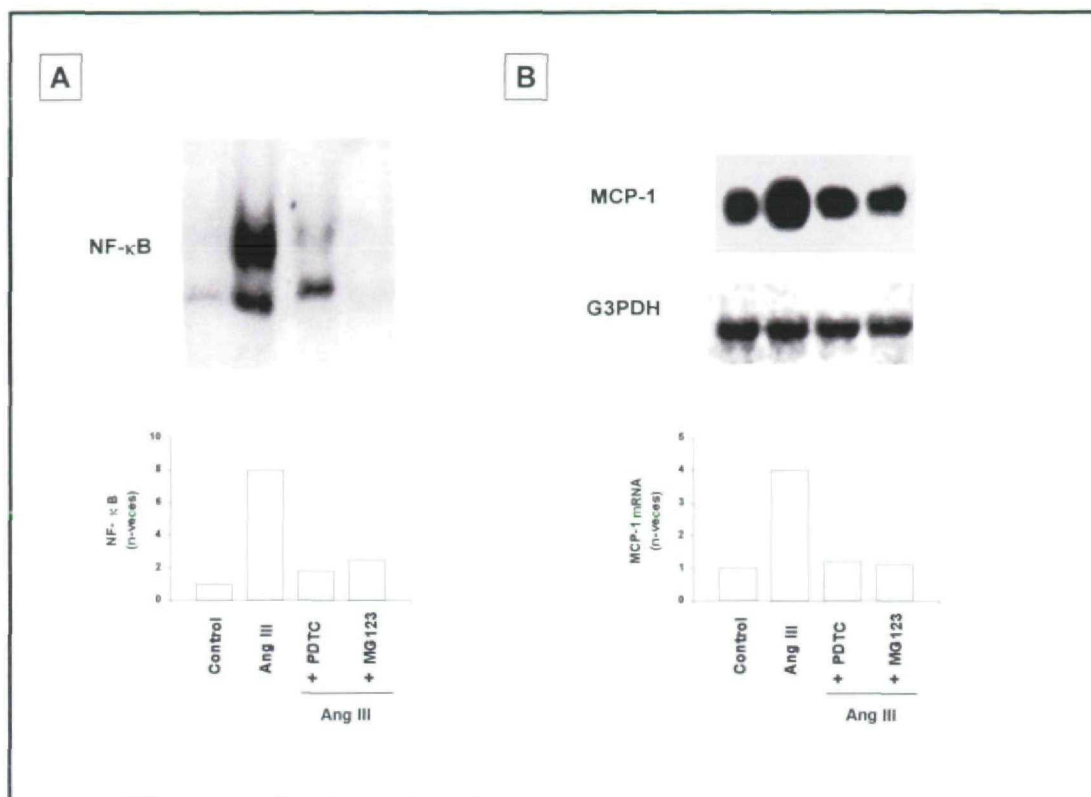 A
NF-κB
NF- κ B
(n-veces)
10
8
6
4
2
0
Control
Ang III
+ PDTC
+ MG123
Ang III
B
MCP-1
G3PDH
MCP-1 mRNA
(n-veces)
5
4
3
2
1
0
Control
Ang III
+ PDTC
+ MG123
Ang III